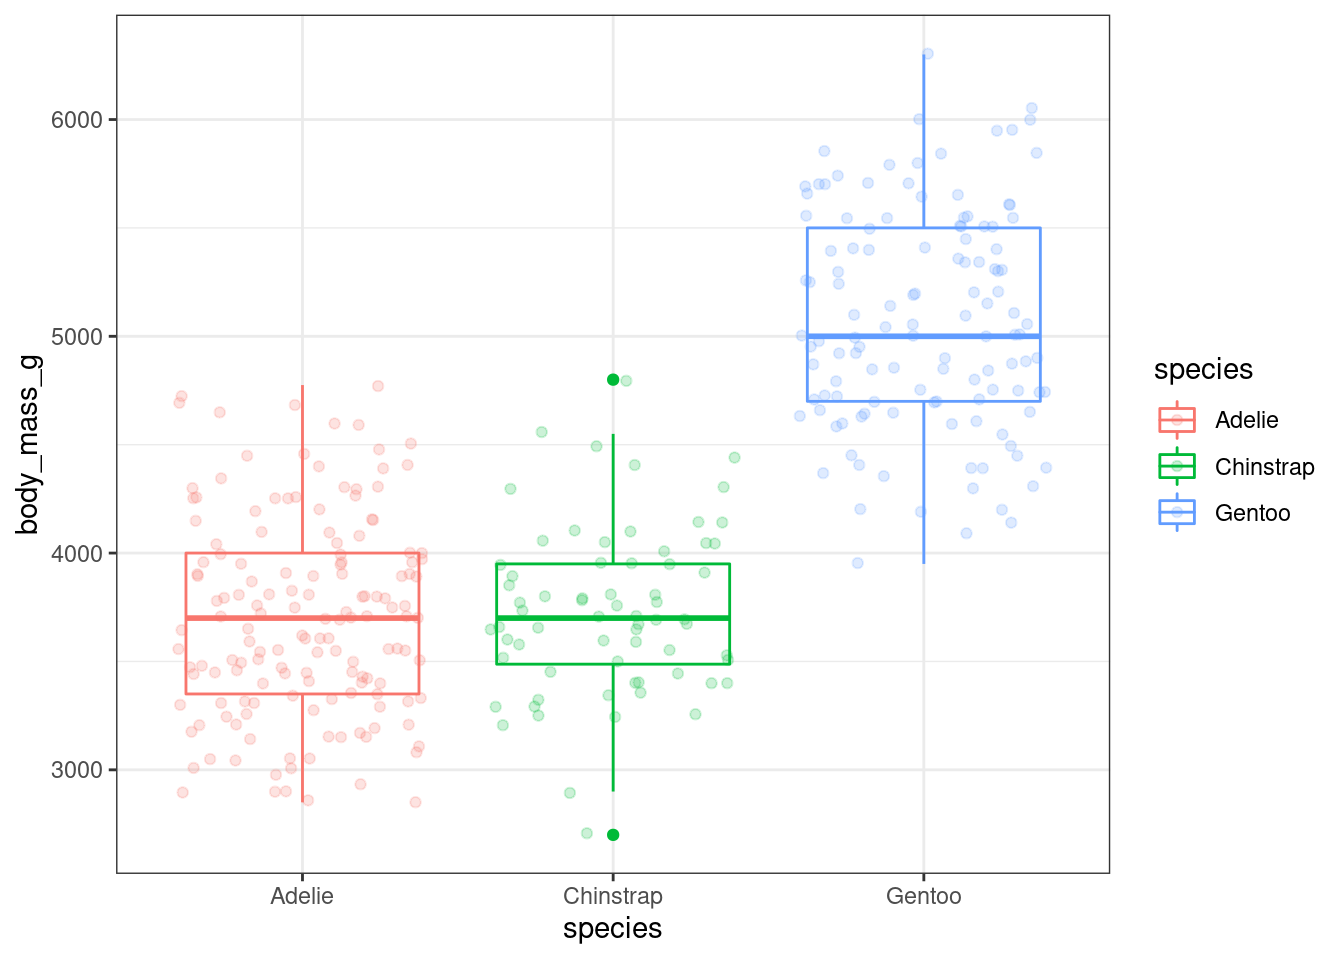 6000
5000
4000
3000
body_mass_g
Adelie
Chinstrap
Gentoo
species
species
Adelie
Chinstrap
Gentoo